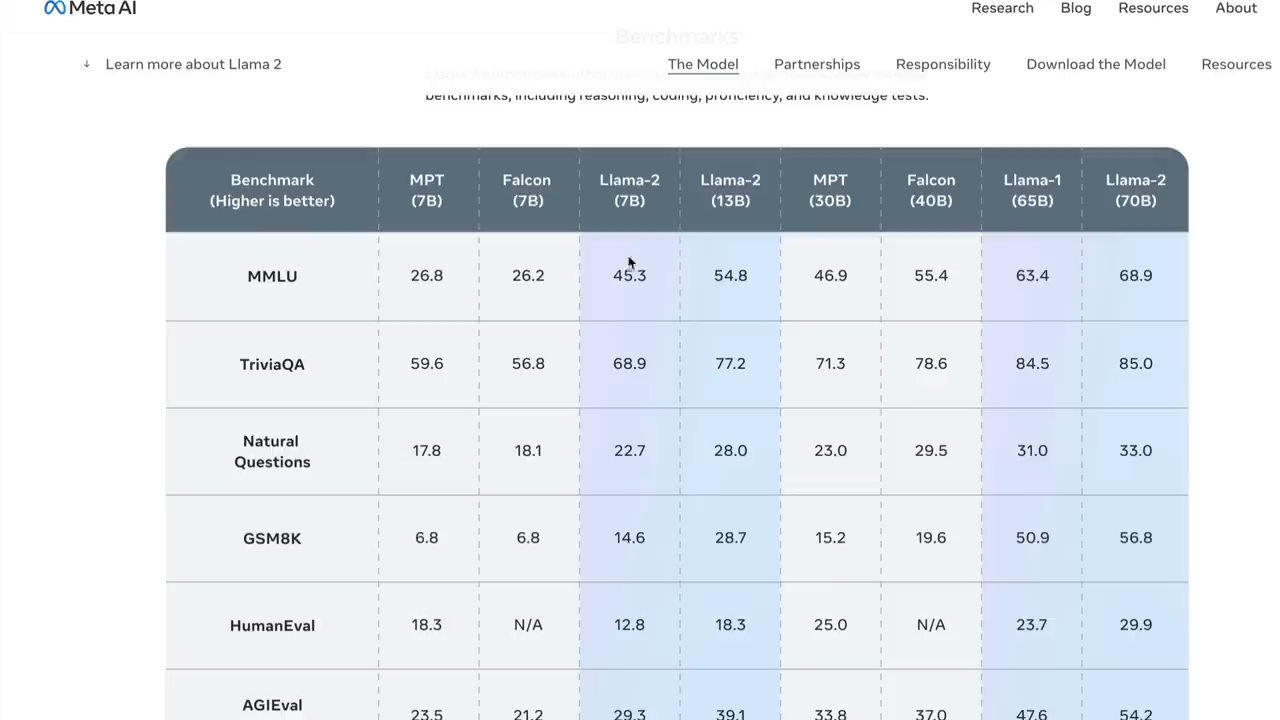 Meta AI
Research Blog Resources About
Benchmarks
↓ Learn more about Llama 2
The Model Partnerships Responsibility Download the Model Resources
benchmarks, including reasoning, coding, proficiency, and knowledge tests.
Benchmark (Higher is better) MPT (7B) Falcon (7B) Llama-2 (7B) Llama-2 (13B) MPT (30B) Falcon (40B) Llama-1 (65B) Llama-2 (70B)
MMLU 26.8 26.2 45.3 54.8 46.9 55.4 63.4 68.9
TriviaQA 59.6 56.8 68.9 77.2 71.3 78.6 84.5 85.0
Natural Questions 17.8 18.1 22.7 28.0 23.0 29.5 31.0 33.0
GSM8K 6.8 6.8 14.6 28.7 15.2 19.6 50.9 56.8
HumanEval 18.3 N/A 12.8 18.3 25.0 N/A 23.7 29.9
AGIEval 23.5 21.2 29.3 39.1 33.8 37.0 47.6 54.2